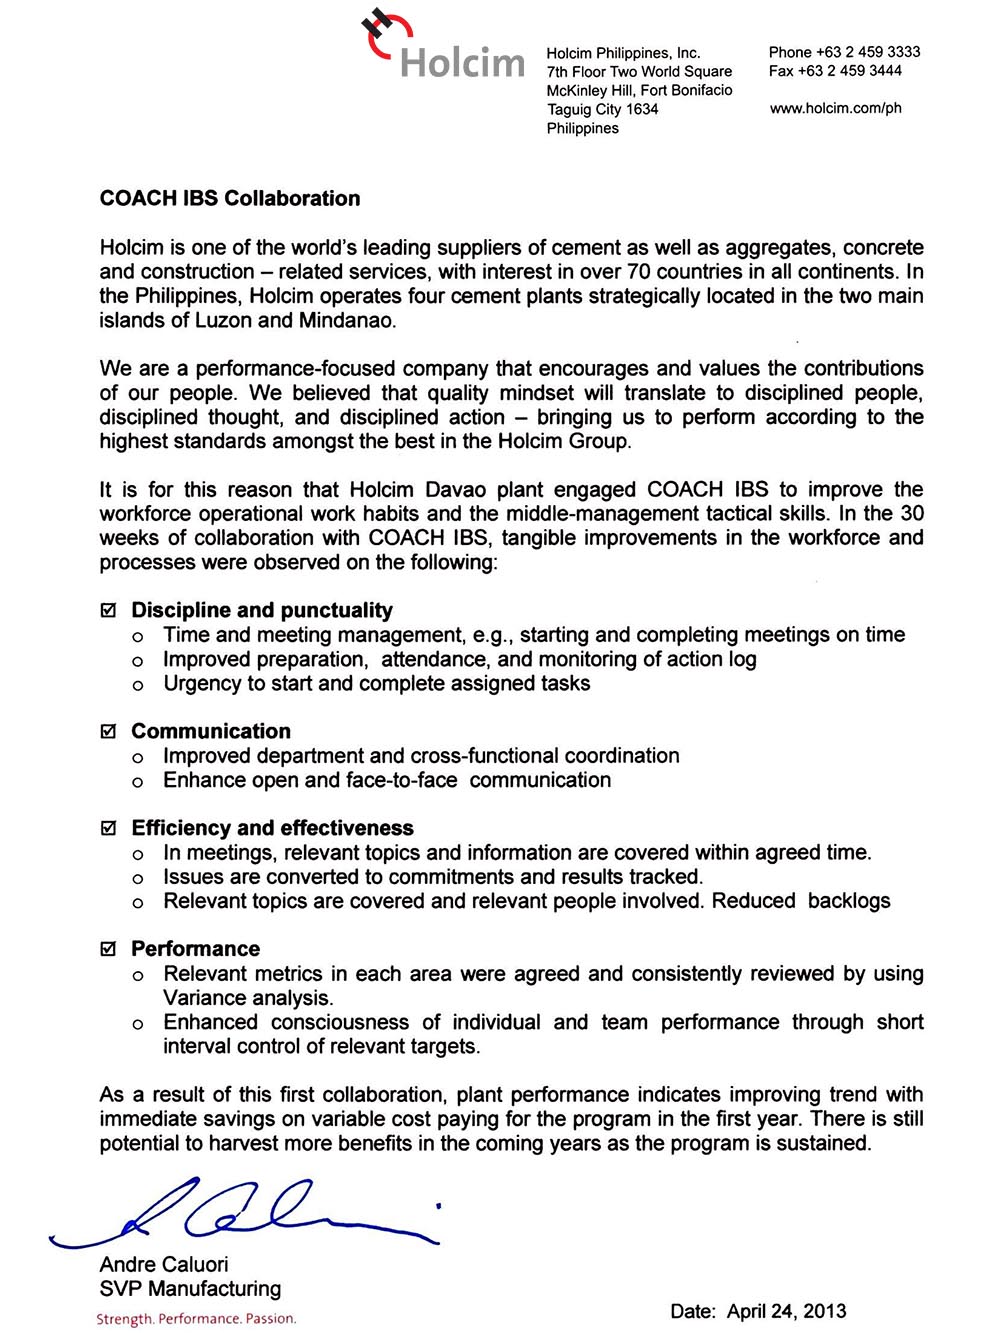 Holcim
Holcim Philippines, Inc.
7th Floor Two World Square
McKinley Hill, Fort Bonifacio
Taguig City 1634
Philippines
Phone +63 2 459 3333
Fax +63 2 459 3444
www.holcim.com/ph
COACH IBS Collaboration
Holcim is one of the world's leading suppliers of cement as well as aggregates, concrete
and construction – related services, with interest in over 70 countries in all continents. In
the Philippines, Holcim operates four cement plants strategically located in the two main
islands of Luzon and Mindanao.
We are a performance-focused company that encourages and values the contributions
of our people. We believed that quality mindset will translate to disciplined people,
disciplined thought, and disciplined action – bringing us to perform according to the
highest standards amongst the best in the Holcim Group.
It is for this reason that Holcim Davao plant engaged COACH IBS to improve the
workforce operational work habits and the middle-management tactical skills. In the 30
weeks of collaboration with COACH IBS, tangible improvements in the workforce and
processes were observed on the following:
☑ Discipline and punctuality
o Time and meeting management, e.g., starting and completing meetings on time
o Improved preparation, attendance, and monitoring of action log
o Urgency to start and complete assigned tasks
☑ Communication
o Improved department and cross-functional coordination
o Enhance open and face-to-face communication
☑ Efficiency and effectiveness
o In meetings, relevant topics and information are covered within agreed time.
o Issues are converted to commitments and results tracked.
o Relevant topics are covered and relevant people involved. Reduced backlogs
☑ Performance
o Relevant metrics in each area were agreed and consistently reviewed by using
Variance analysis.
o Enhanced consciousness of individual and team performance through short
interval control of relevant targets.
As a result of this first collaboration, plant performance indicates improving trend with
immediate savings on variable cost paying for the program in the first year. There is still
potential to harvest more benefits in the coming years as the program is sustained.
Andre Caluori
SVP Manufacturing
Strength. Performance. Passion.
Date: April 24, 2013